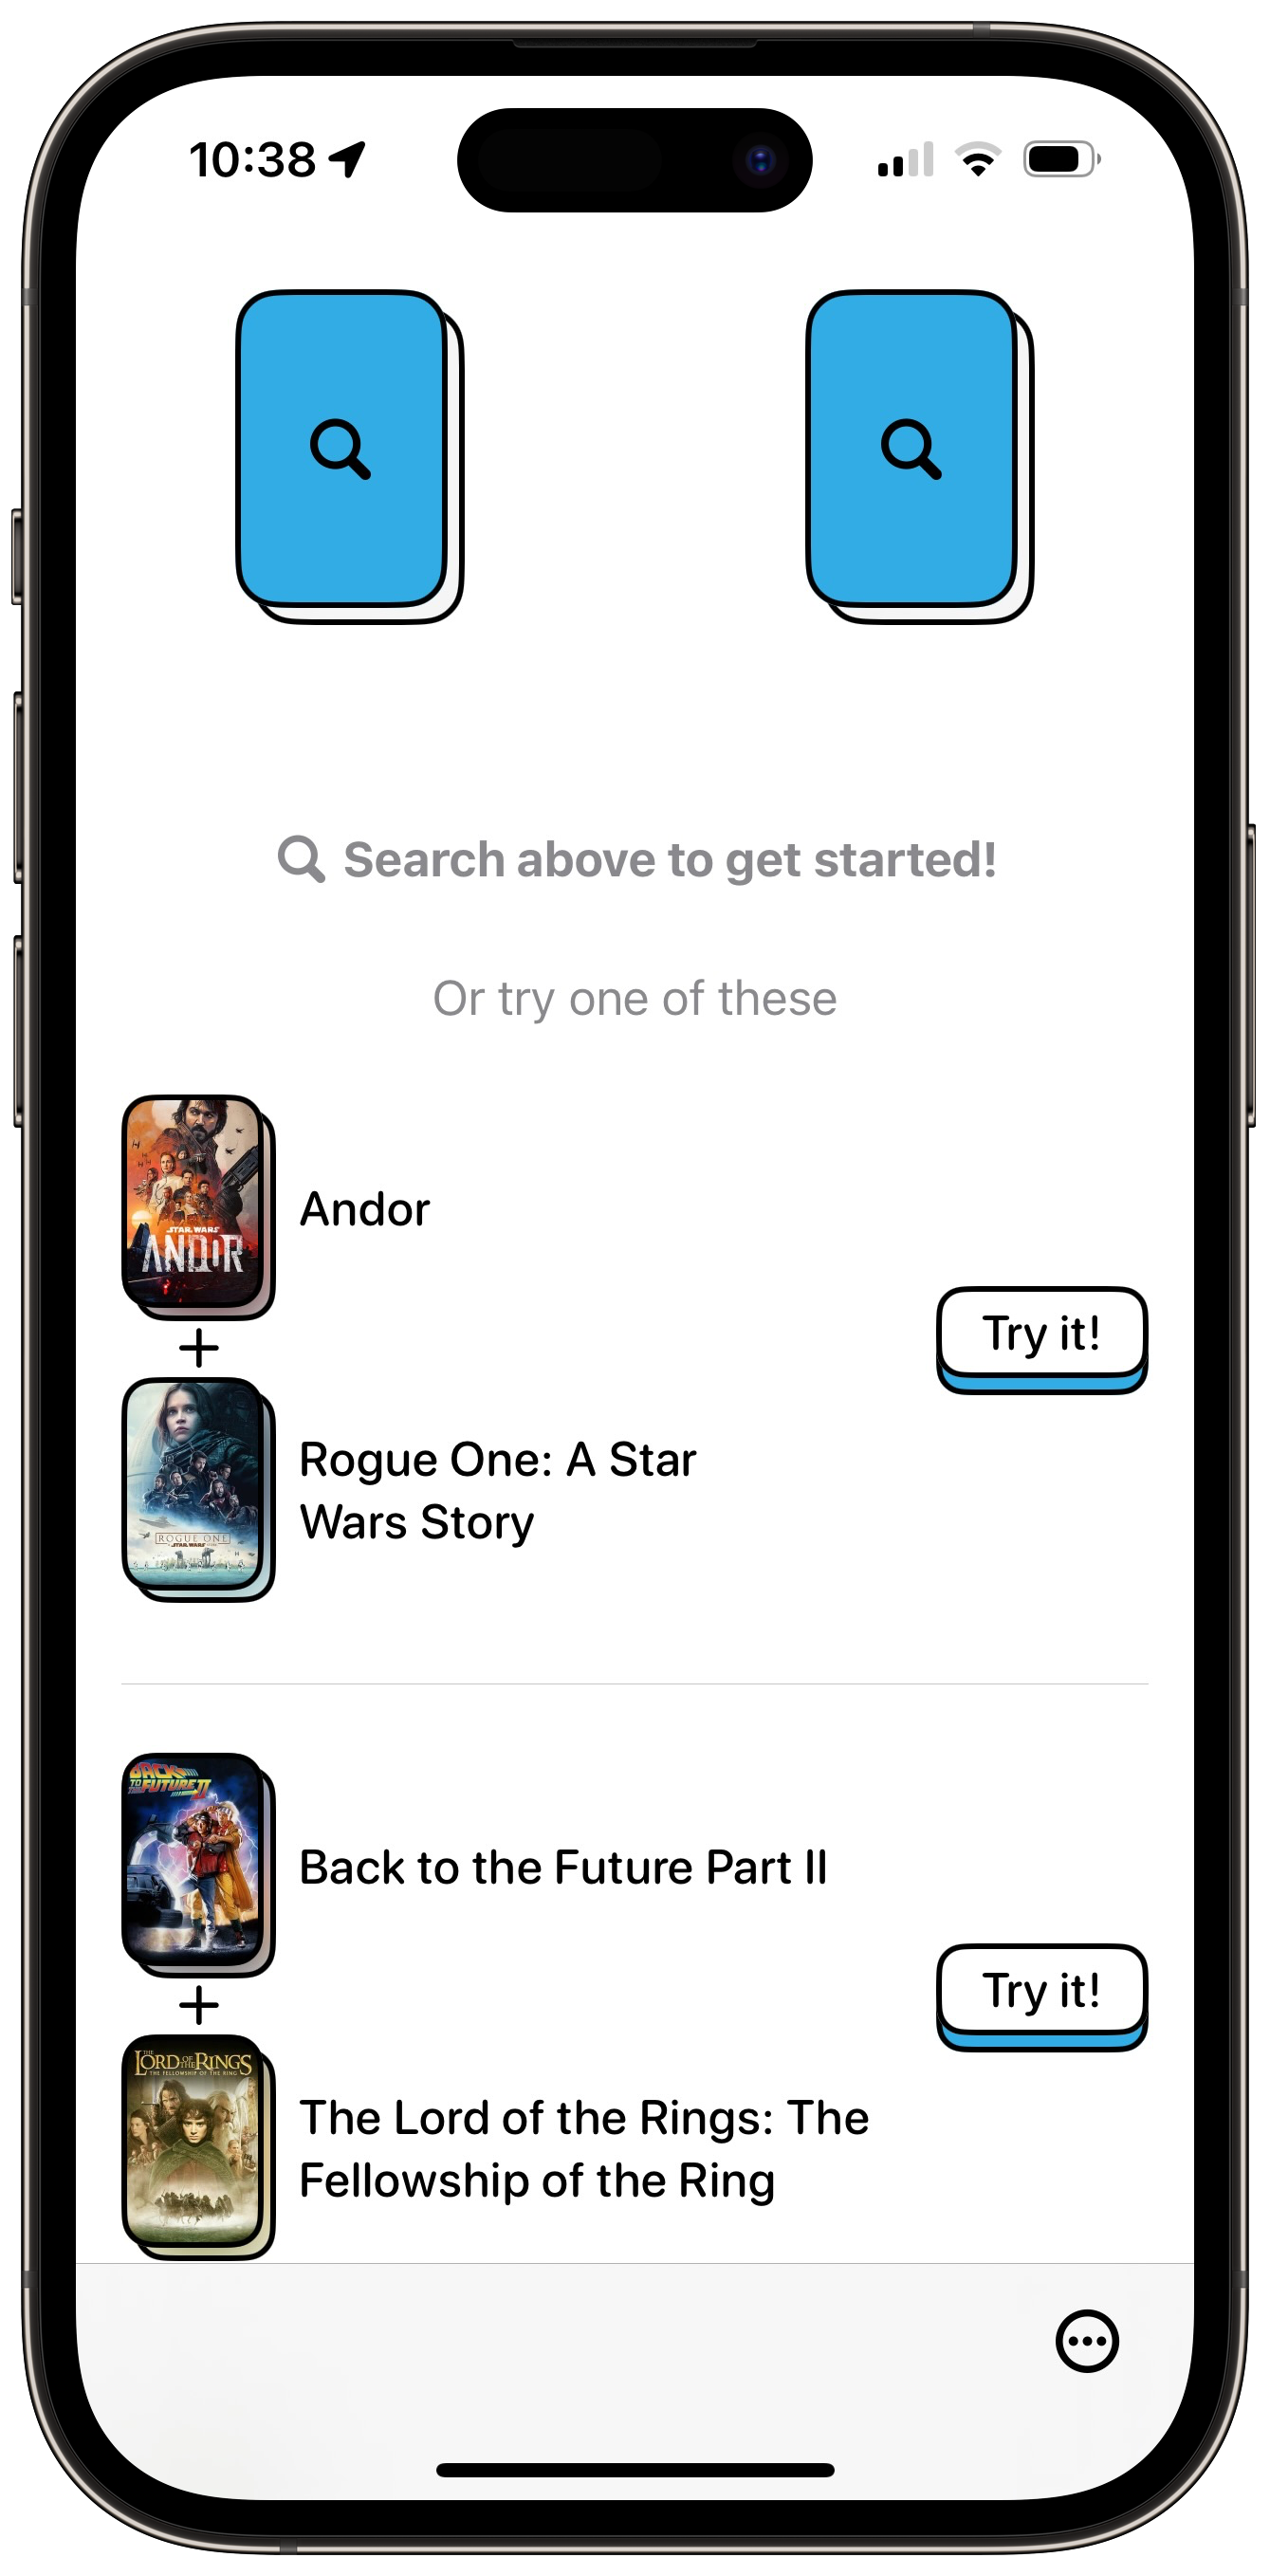 10:38
Search above to get started!
Or try one of these
STAR WARS
ANDOR
Andor
Try it!
ROGUE ONE
A STAR WARS STORY
Rogue One: A Star
Wars Story
BACK
TO THE FUTURE II
Back to the Future Part II
Try it!
THE
LORD OF THE RINGS
THE FELLOWSHIP OF THE RING
The Lord of the Rings: The
Fellowship of the Ring